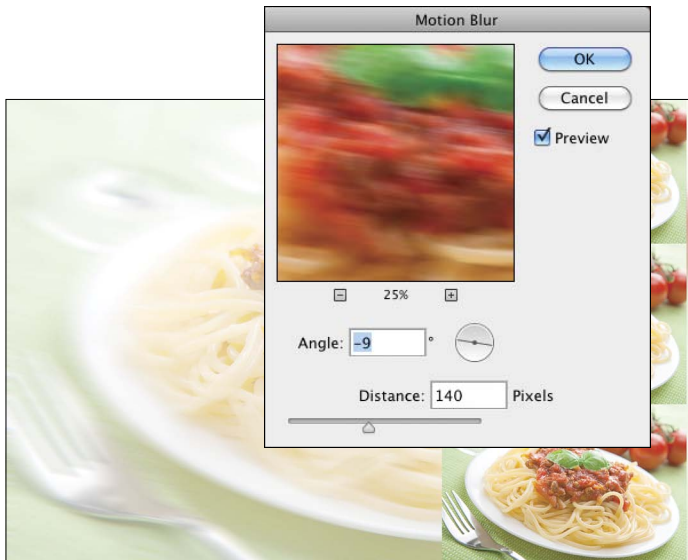 Motion Blur
OK
Cancel
Preview
25%
Angle: -9 °
Distance: 140 Pixels